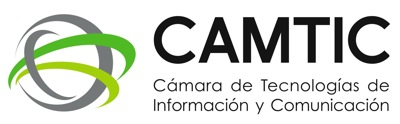 CAMTIC
Cámara de Tecnologías de
Información y Comunicación